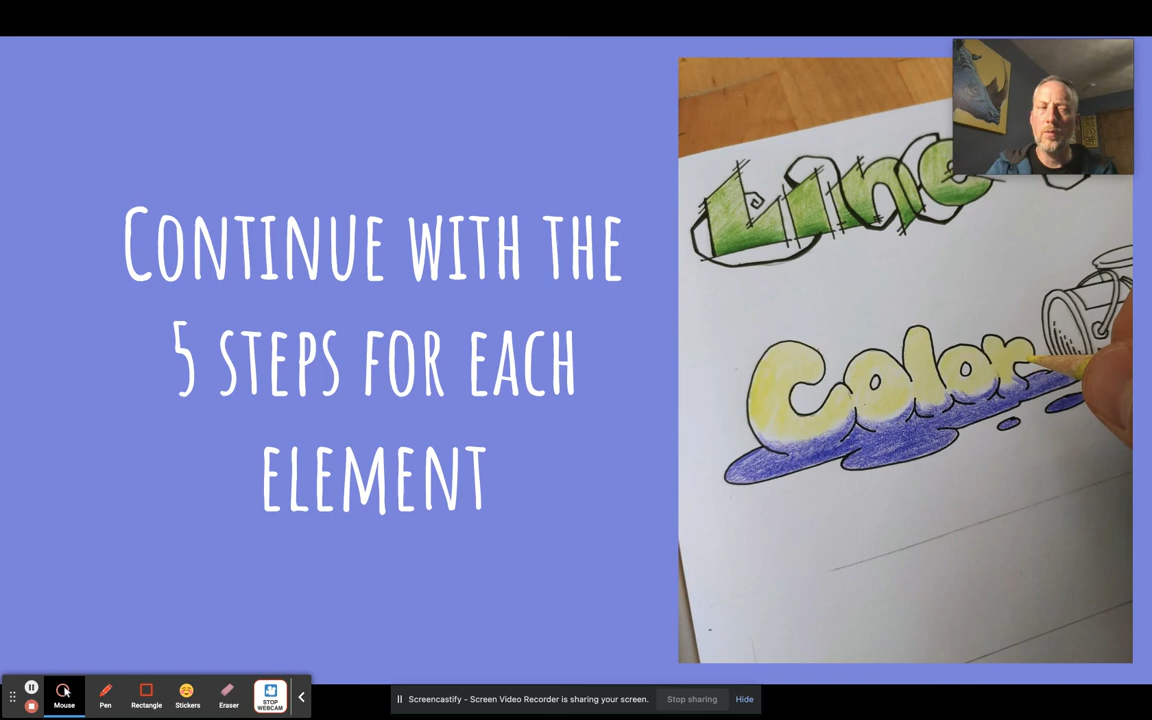 Continue with the
5 steps for each
element
Line
Color
Mouse
Pen
Rectangle
Stickers
Eraser
STOP
WEBCAM
Screencastify - Screen Video Recorder is sharing your screen.
Stop sharing
Hide